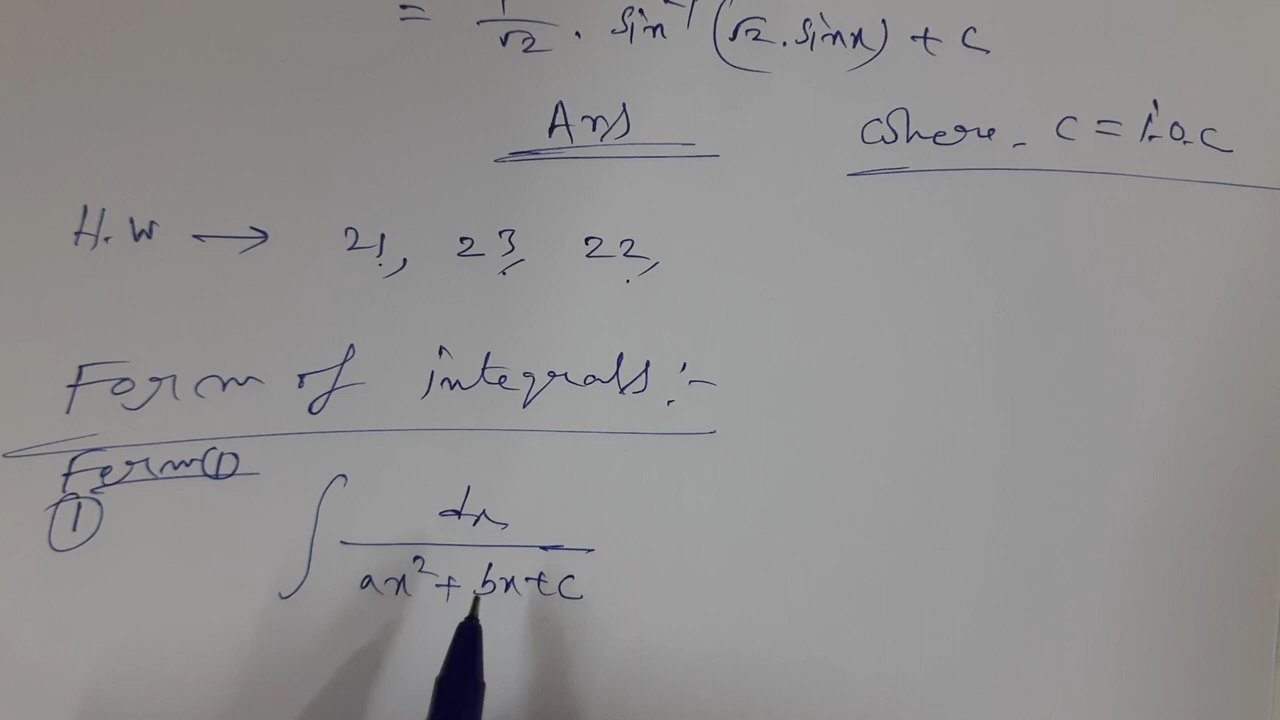 = 1/√2 . sin⁻¹ (√2 . sinx) + c
Ans where. c = i.o.c
H.W → 21, 23, 22,
Form of integrals :-
Form ①
① ∫ dx / ax² + bx + c